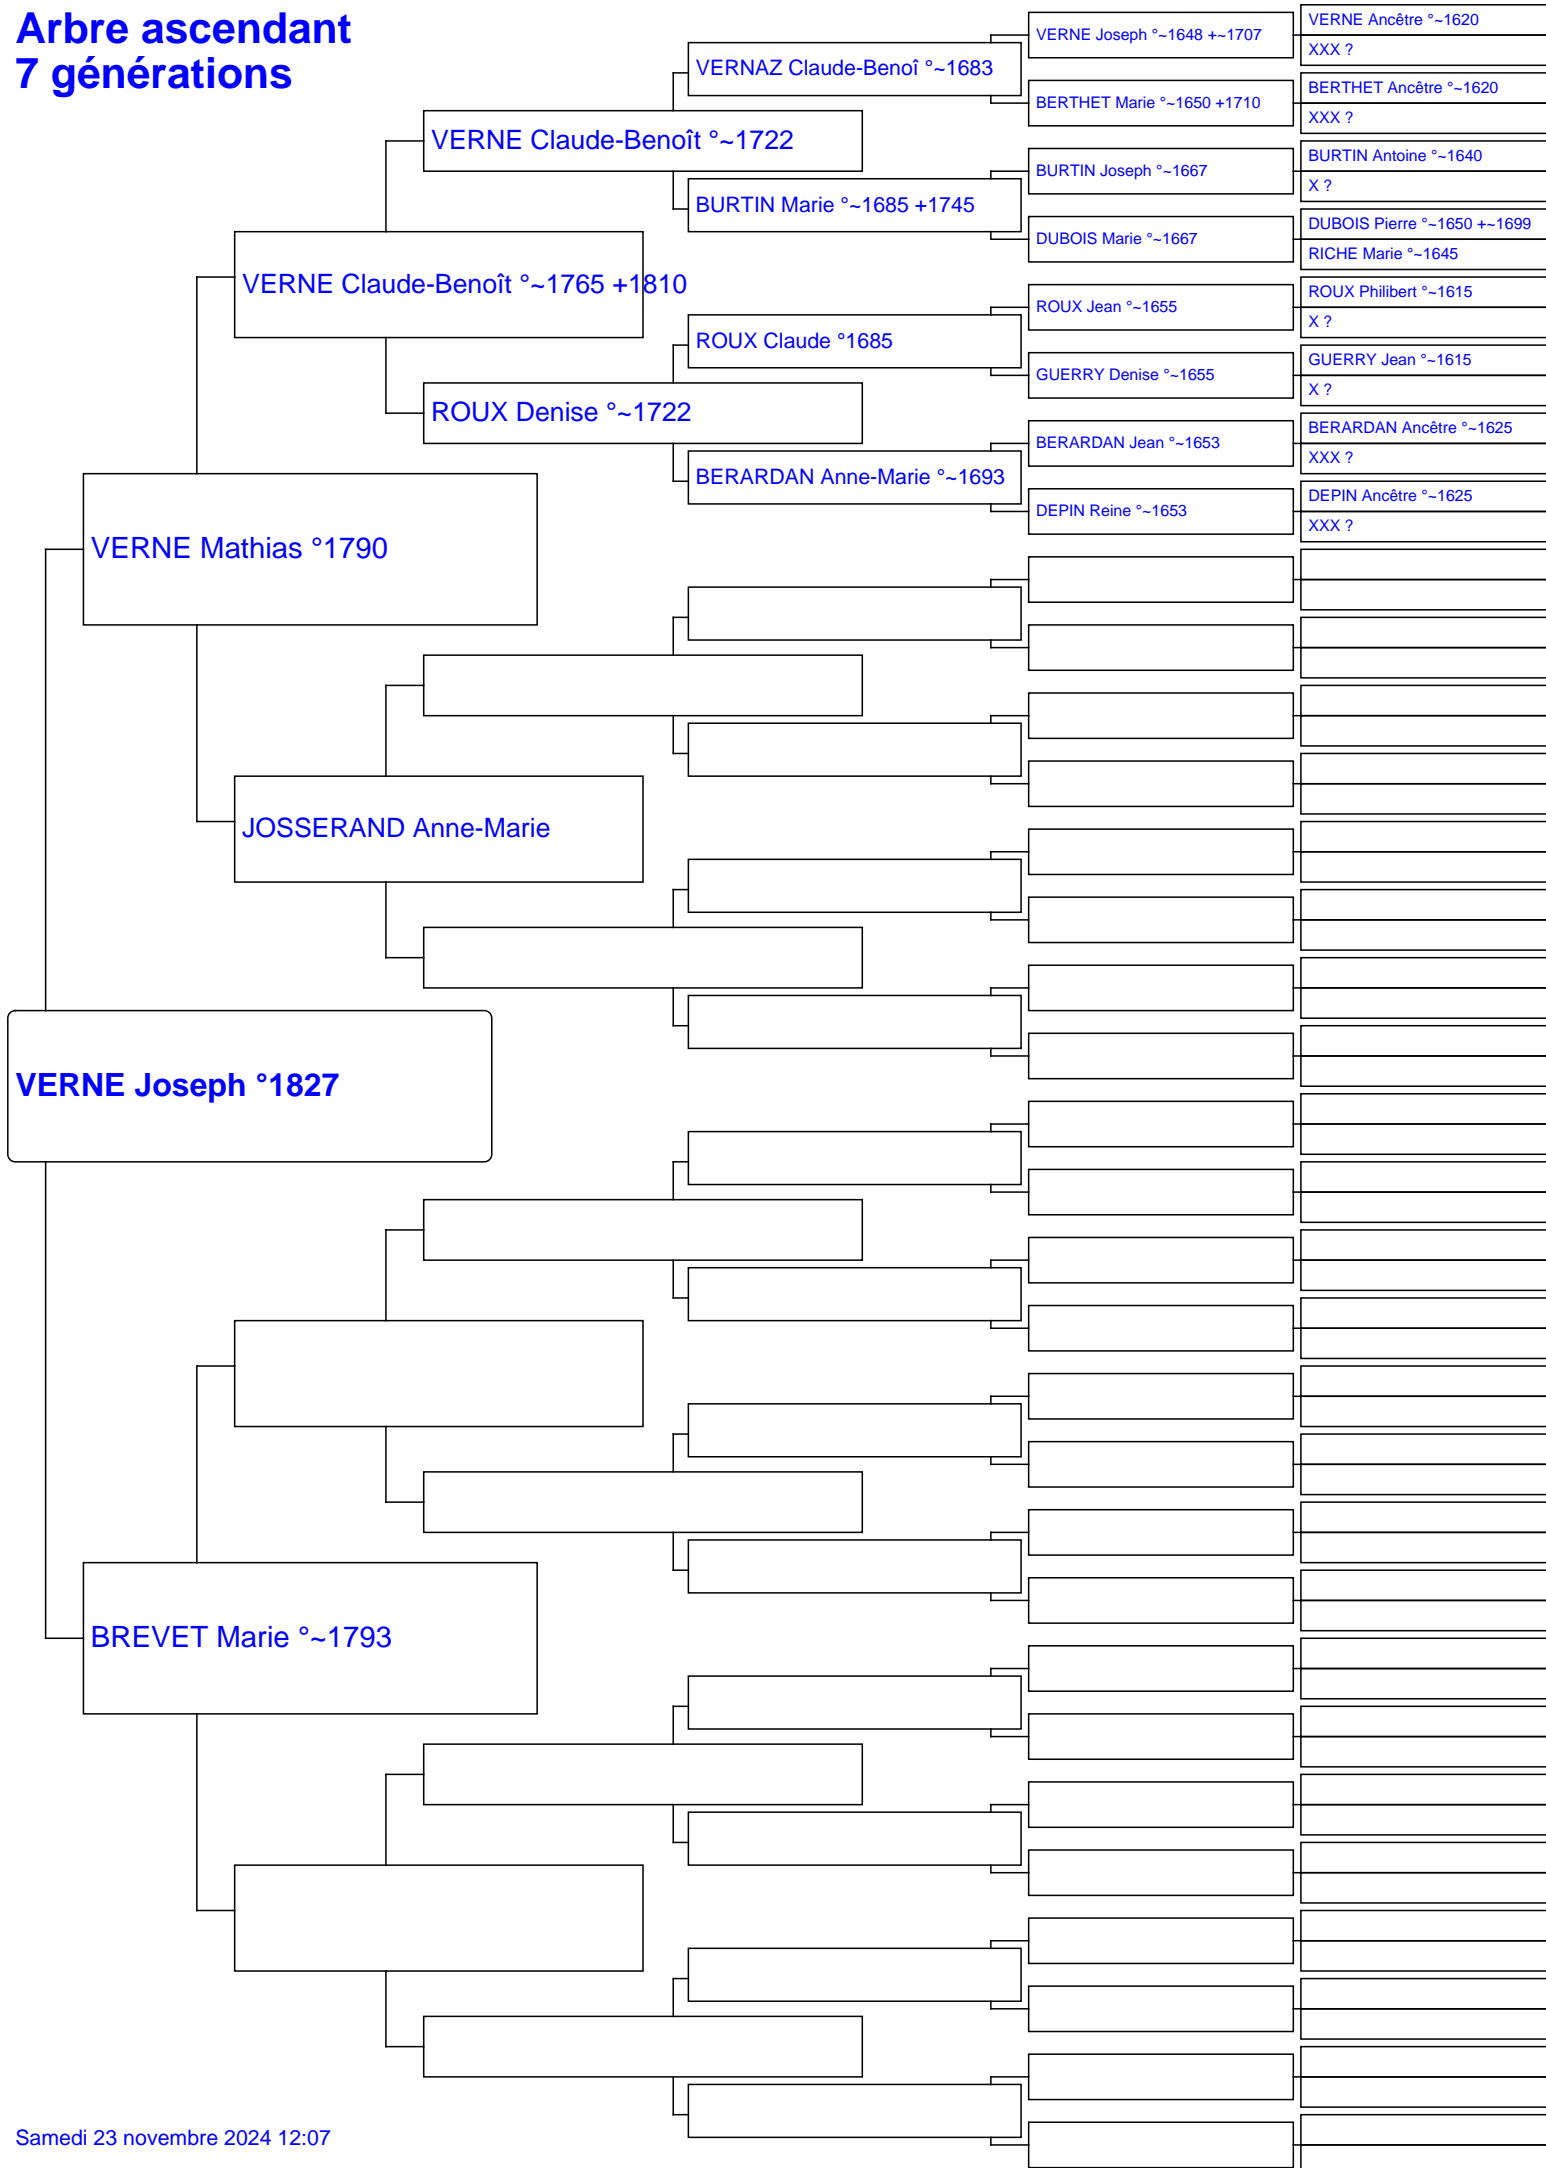 Arbre ascendant
7 générations
VERNE Joseph °1827
VERNE Mathias °1790
BREVET Marie °~1793
VERNE Claude-Benoît °~1765 +1810
JOSSERAND Anne-Marie
VERNE Claude-Benoît °~1722
ROUX Denise °~1722
VERNAZ Claude-Benoî °~1683
BURTIN Marie °~1685 +1745
ROUX Claude °1685
BERARDAN Anne-Marie °~1693
VERNE Joseph °~1648 +~1707
BERTHET Marie °~1650 +1710
BURTIN Joseph °~1667
DUBOIS Marie °~1667
ROUX Jean °~1655
GUERRY Denise °~1655
BERARDAN Jean °~1653
DEPIN Reine °~1653
VERNE Ancêtre °~1620
XXX ?
BERTHET Ancêtre °~1620
XXX ?
BURTIN Antoine °~1640
X ?
DUBOIS Pierre °~1650 +~1699
RICHE Marie °~1645
ROUX Philibert °~1615
X ?
GUERRY Jean °~1615
X ?
BERARDAN Ancêtre °~1625
XXX ?
DEPIN Ancêtre °~1625
XXX ?
Samedi 23 novembre 2024 12:07